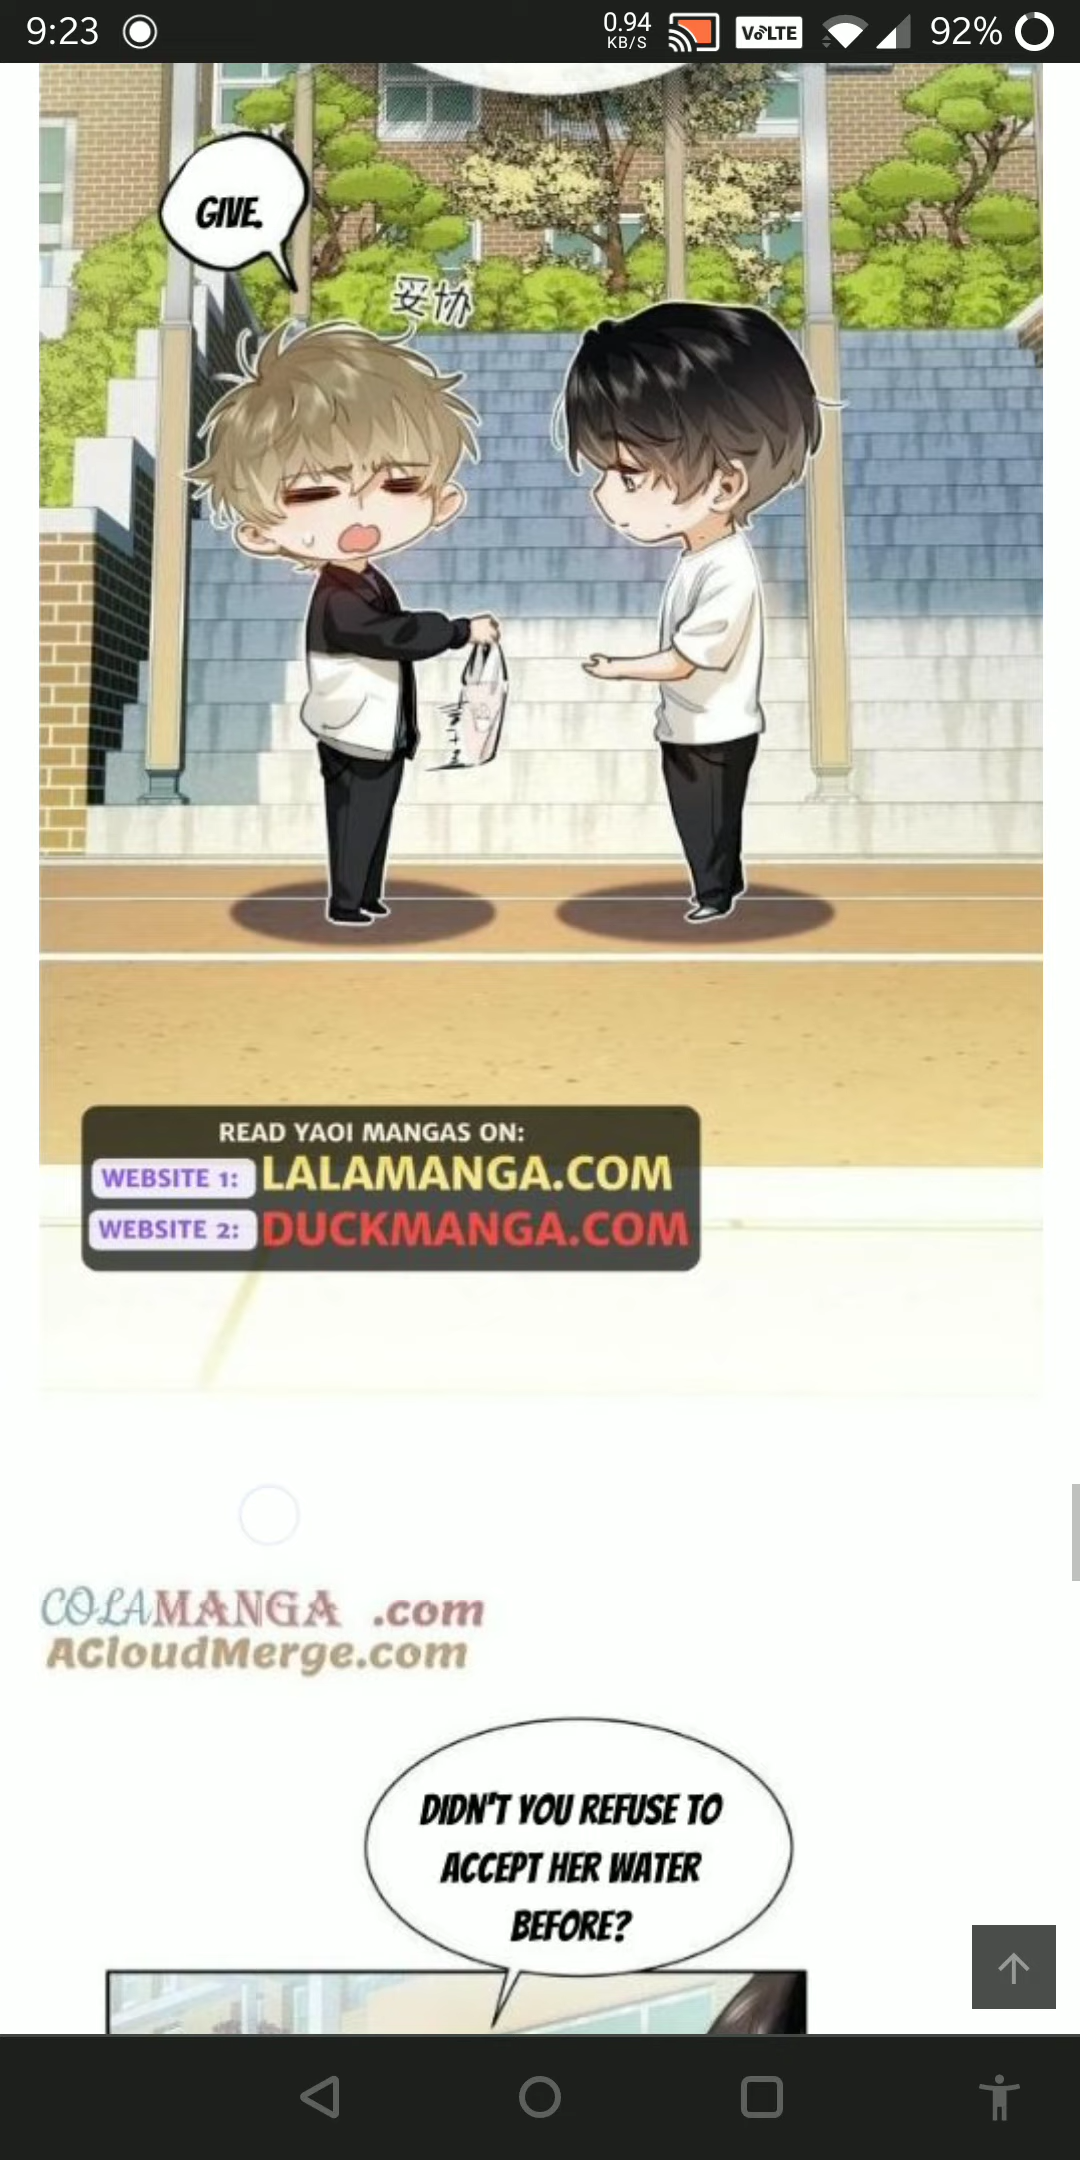 9:23
0.94
KB/S
VoLTE
92%
GIVE.
妥协
READ YAOI MANGAS ON:
WEBSITE 1: LALAMANGA.COM
WEBSITE 2: DUCKMANGA.COM
COLAMANGA .com
ACloudMerge.com
DIDN'T YOU REFUSE TO
ACCEPT HER WATER
BEFORE?